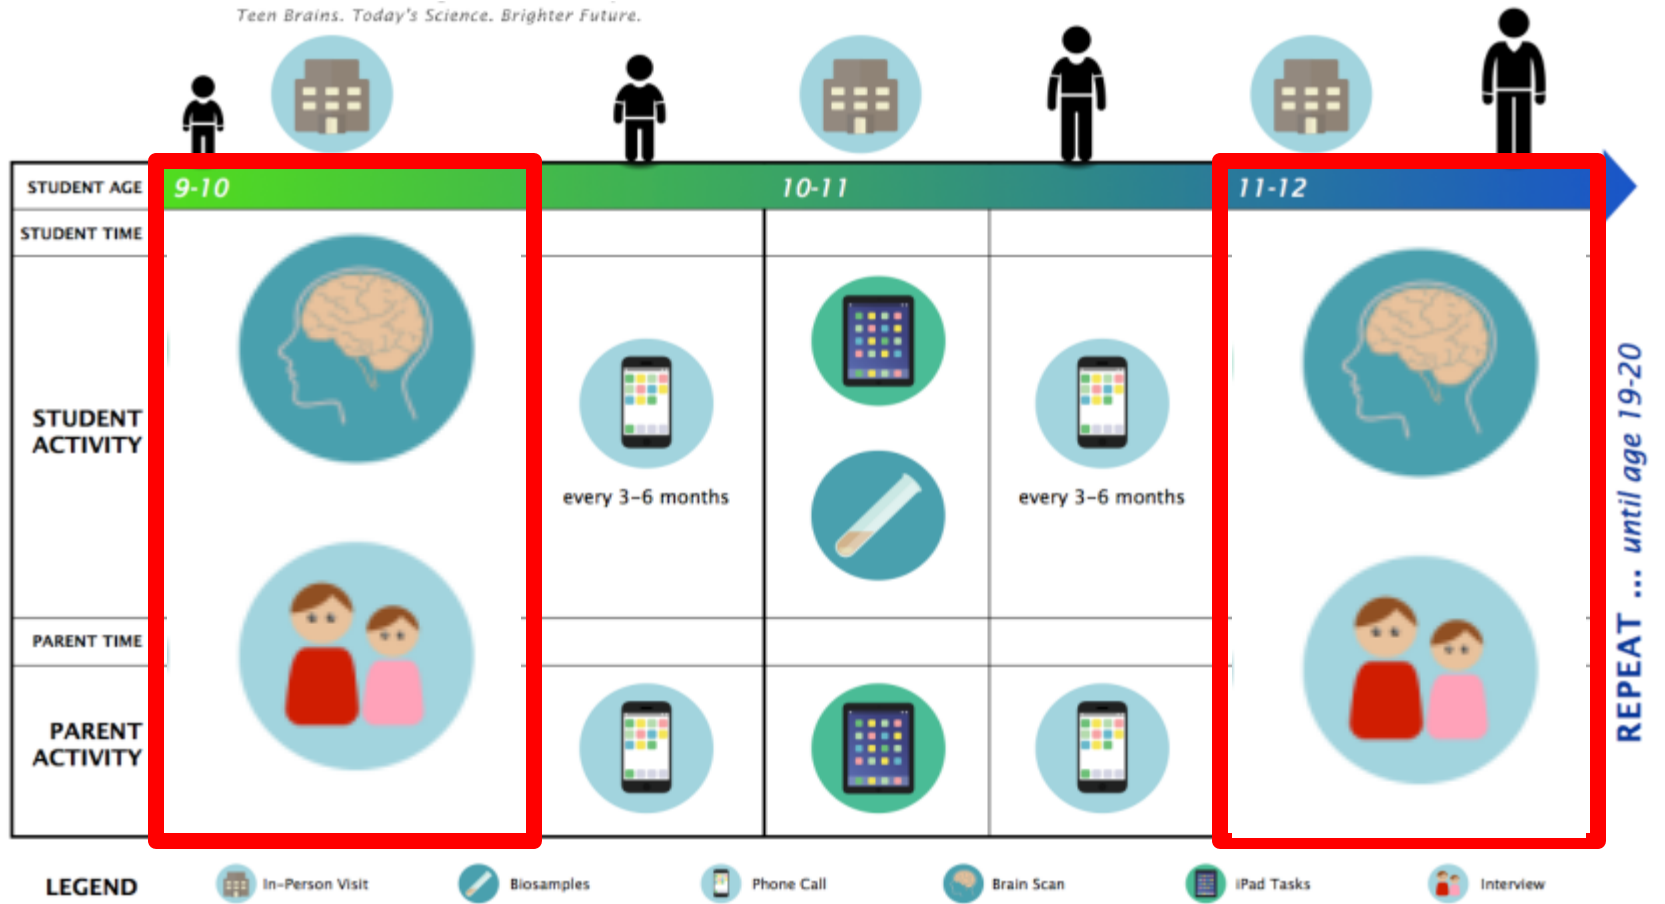 Teen Brains. Today's Science. Brighter Future.
STUDENT AGE
9-10
10-11
11-12
STUDENT TIME
STUDENT
ACTIVITY
every 3-6 months
every 3-6 months
PARENT TIME
PARENT
ACTIVITY
REPEAT ... until age 19-20
LEGEND
In-Person Visit
Biosamples
Phone Call
Brain Scan
iPad Tasks
Interview